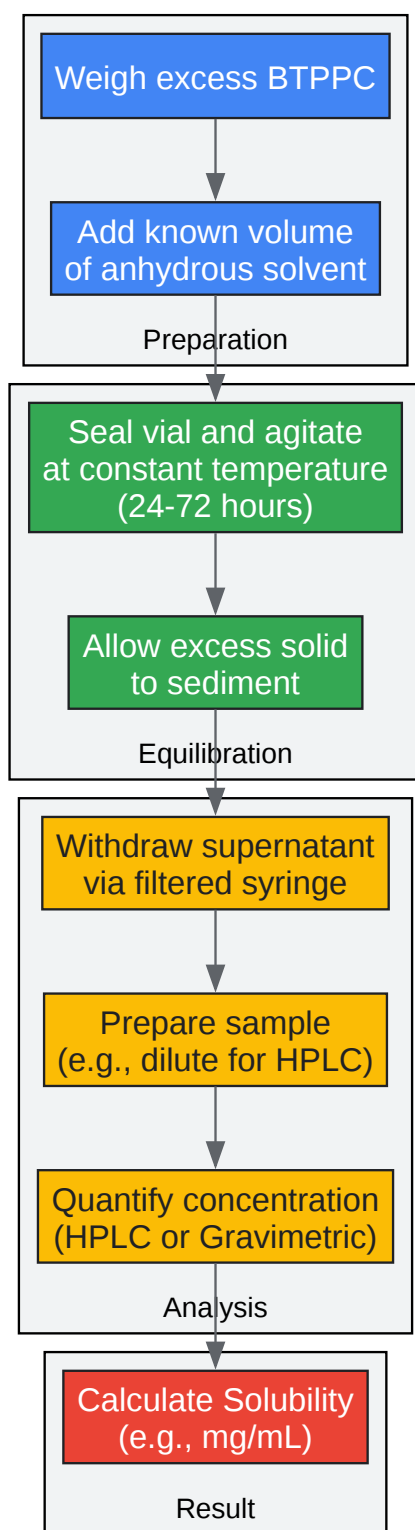 Weigh excess BTPPC
Add known volume
of anhydrous solvent
Preparation
Seal vial and agitate
at constant temperature
(24-72 hours)
Allow excess solid
to sediment
Equilibration
Withdraw supernatant
via filtered syringe
Prepare sample
(e.g., dilute for HPLC)
Quantify concentration
(HPLC or Gravimetric)
Analysis
Calculate Solubility
(e.g., mg/mL)
Result